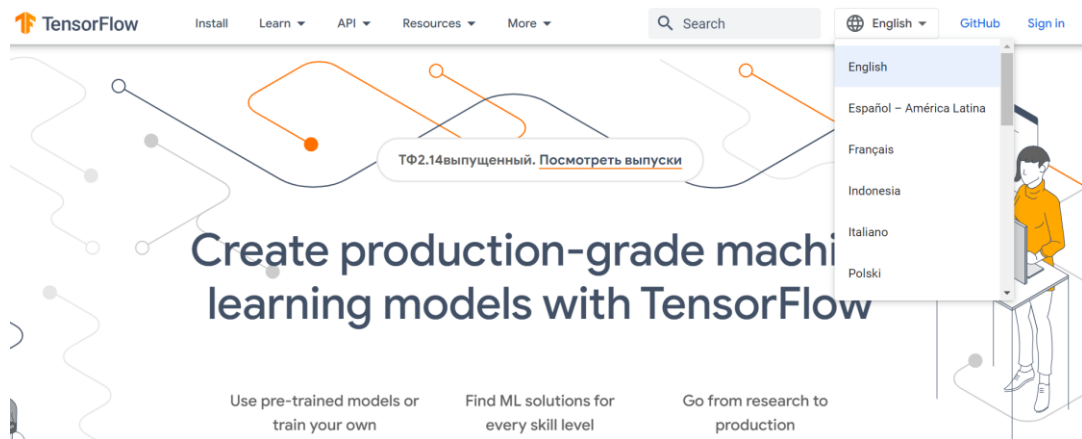 TensorFlow Install Learn API Resources More Search English GitHub Sign in
English
Español – América Latina
Français
Indonesia
Italiano
Polski
ТФ2.14выпущенный. Посмотреть выпуски
Create production-grade machi
learning models with TensorFlow
Use pre-trained models or
train your own
Find ML solutions for
every skill level
Go from research to
production